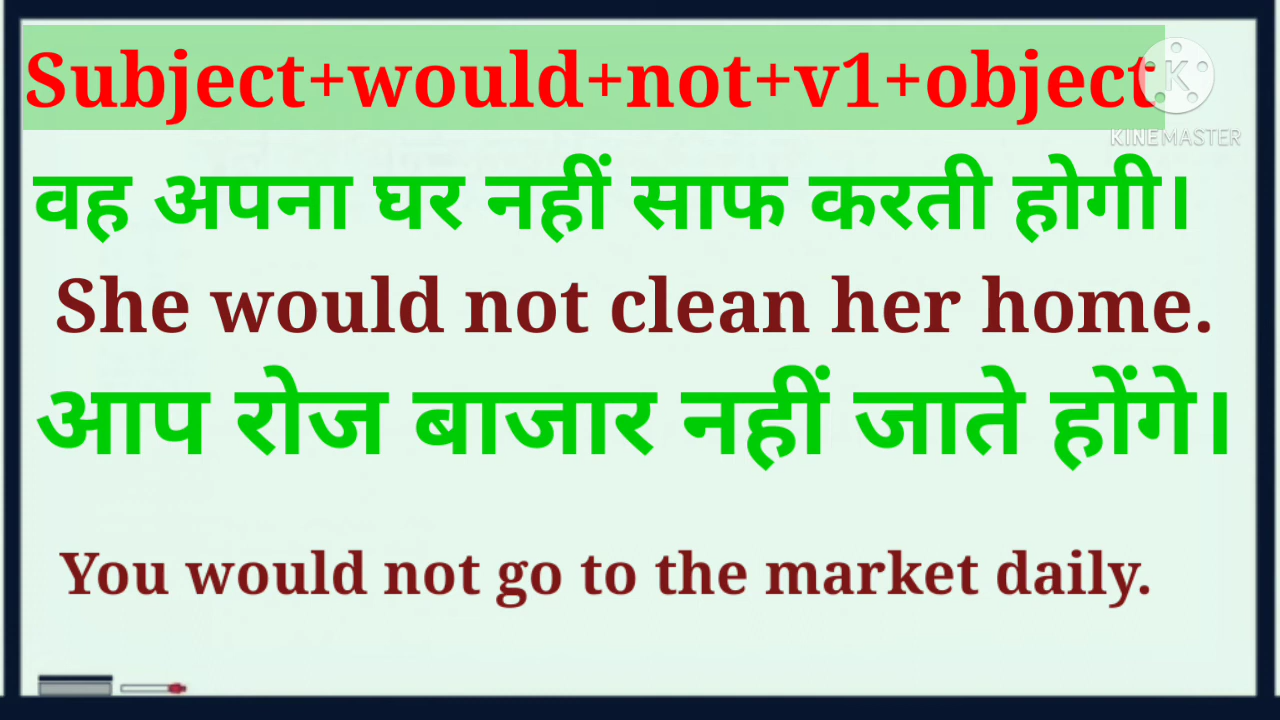 Subject+would+not+v1+object
K
KINEMASTER
वह अपना घर नहीं साफ करती होगी।
She would not clean her home.
आप रोज बाजार नहीं जाते होंगे।
You would not go to the market daily.